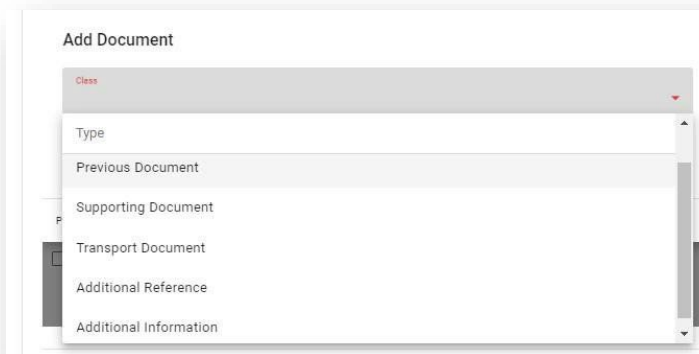 Add Document
Class
Type
Previous Document
Supporting Document
P
Transport Document
Additional Reference
Additional Information